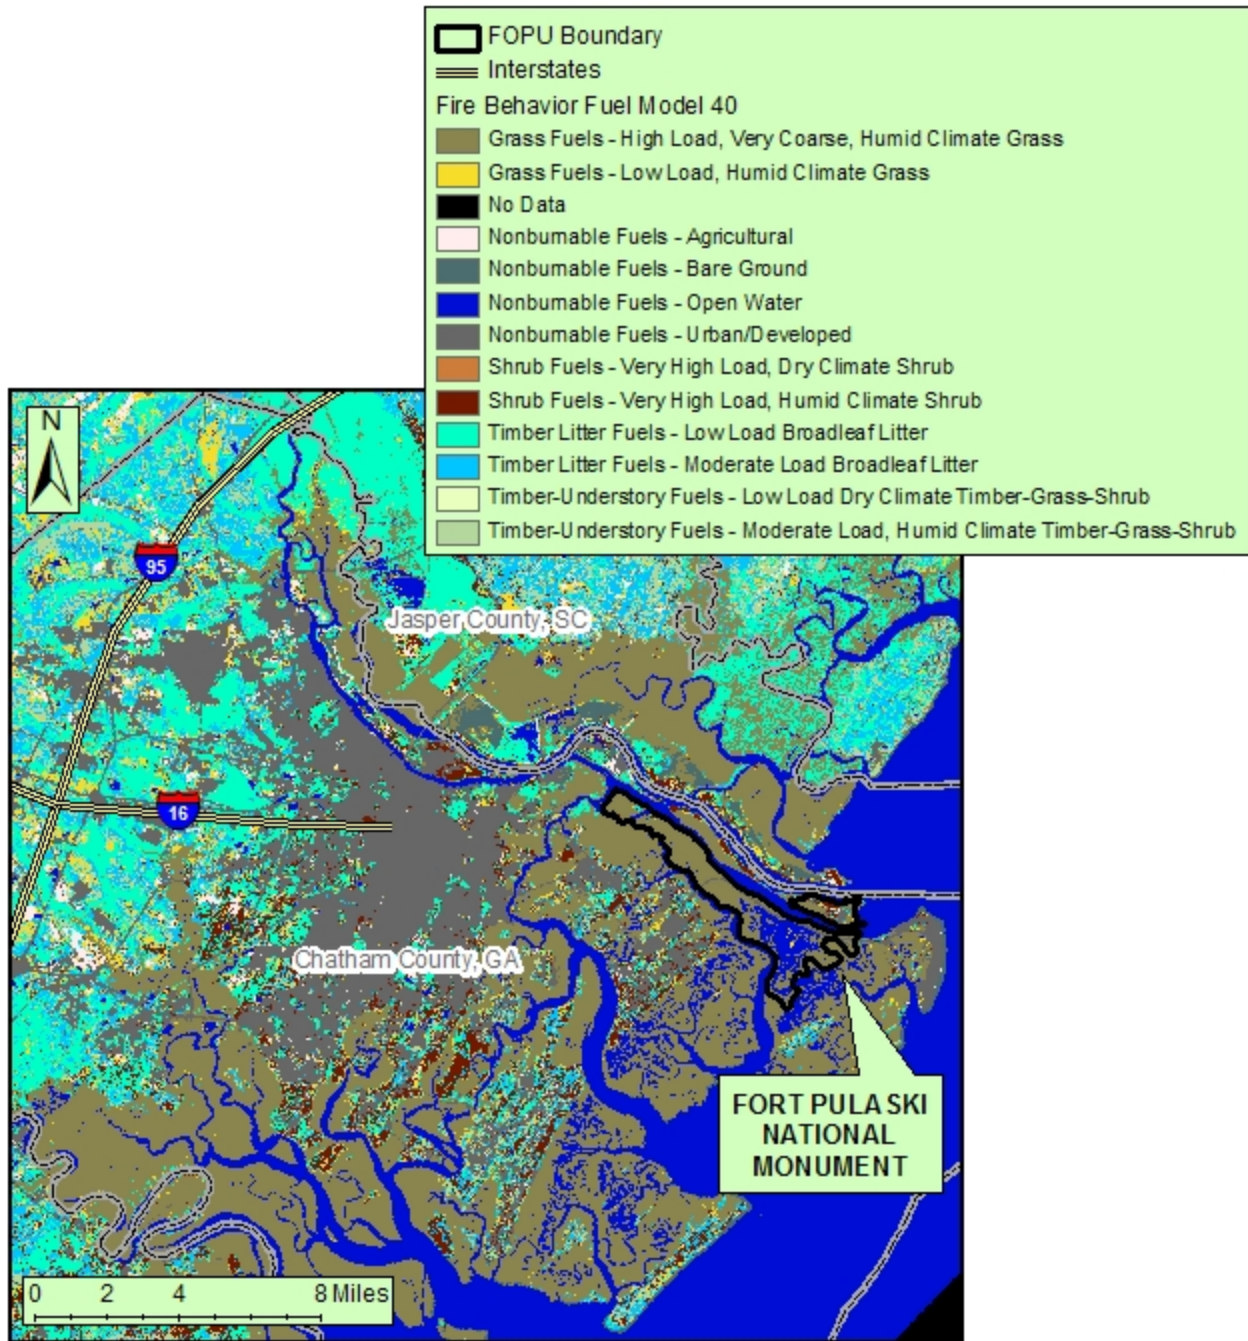 FOPU Boundary
Interstates
Fire Behavior Fuel Model 40
Grass Fuels - High Load, Very Coarse, Humid Climate Grass
Grass Fuels - Low Load, Humid Climate Grass
No Data
Nonburnable Fuels - Agricultural
Nonburnable Fuels - Bare Ground
Nonburnable Fuels - Open Water
Nonburnable Fuels - Urban/Developed
Shrub Fuels - Very High Load, Dry Climate Shrub
Shrub Fuels - Very High Load, Humid Climate Shrub
Timber Litter Fuels - Low Load Broadleaf Litter
Timber Litter Fuels - Moderate Load Broadleaf Litter
Timber-Understory Fuels - Low Load Dry Climate Timber-Grass-Shrub
Timber-Understory Fuels - Moderate Load, Humid Climate Timber-Grass-Shrub
N
95
Jasper County, SC
16
Chatham County, GA
FORT PULASKI
NATIONAL
MONUMENT
0 2 4 8 Miles